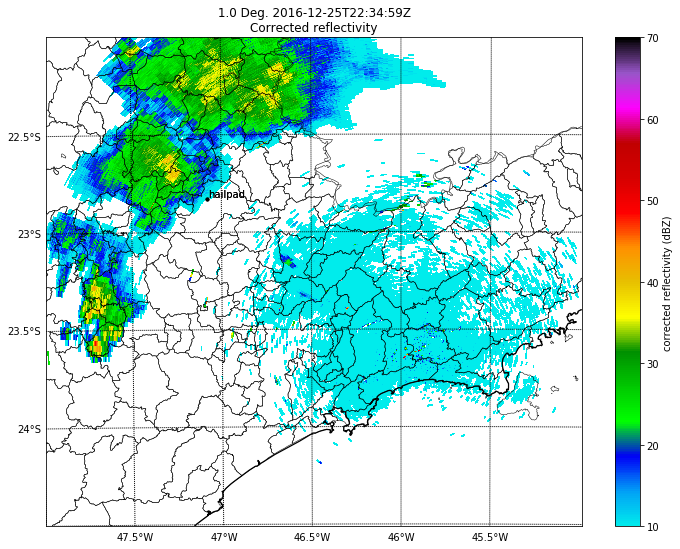 1.0 Deg. 2016-12-25T22:34:59Z
Corrected reflectivity
22.5°S
23°S
23.5°S
24°S
hailpad
47.5°W
47°W
46.5°W
46°W
45.5°W
70
60
50
40
30
20
10
corrected reflectivity (dBZ)